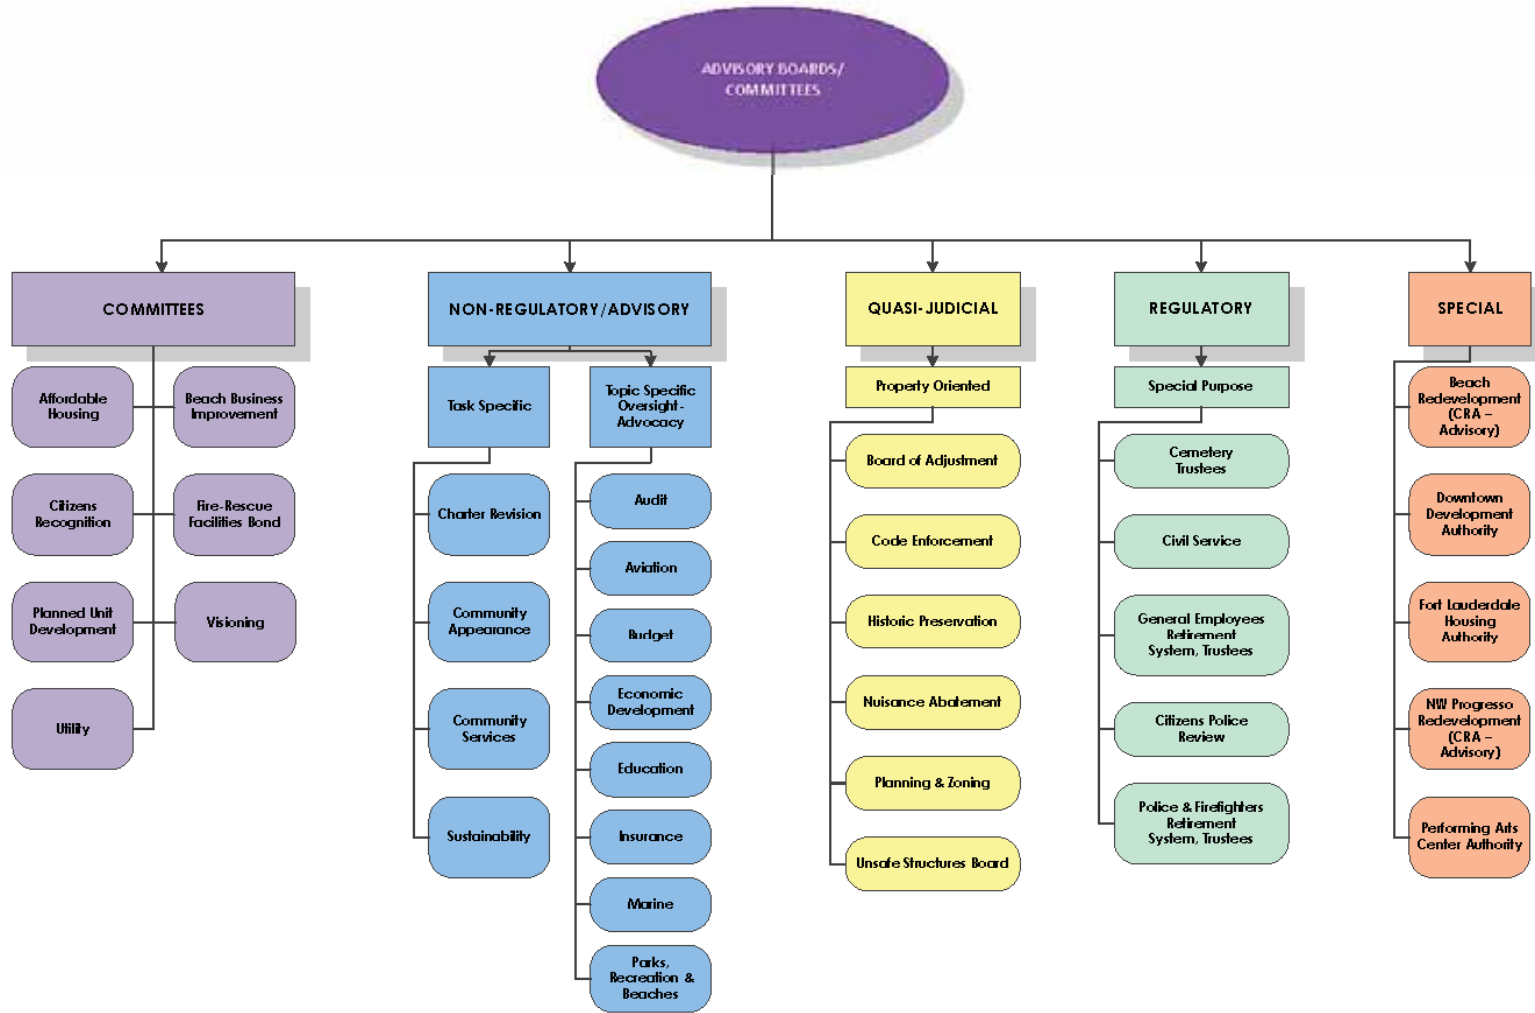 ADVISORY BOARDS/
COMMITTEES
COMMITTEES
Affordable
Housing
Beach Business
Improvement
Citizens
Recognition
Fire-Rescue
Facilities Bond
Planned Unit
Development
Visioning
Utility
NON-REGULATORY/ADVISORY
Task Specific
Charter Revision
Community
Appearance
Community
Services
Sustainability
Topic Specific
Oversight-
Advocacy
Audit
Aviation
Budget
Economic
Development
Education
Insurance
Marine
Parks,
Recreation &
Beaches
QUASI-JUDICIAL
Property Oriented
Board of Adjustment
Code Enforcement
Historic Preservation
Nuisance Abatement
Planning & Zoning
Unsafe Structures Board
REGULATORY
Special Purpose
Cemetery
Trustees
Civil Service
General Employees
Retirement
System, Trustees
Citizens Police
Review
Police & Firefighters
Retirement
System, Trustees
SPECIAL
Beach
Redevelopment
(CRA –
Advisory)
Downtown
Development
Authority
Fort Lauderdale
Housing
Authority
NW Progresso
Redevelopment
(CRA –
Advisory)
Performing Arts
Center Authority